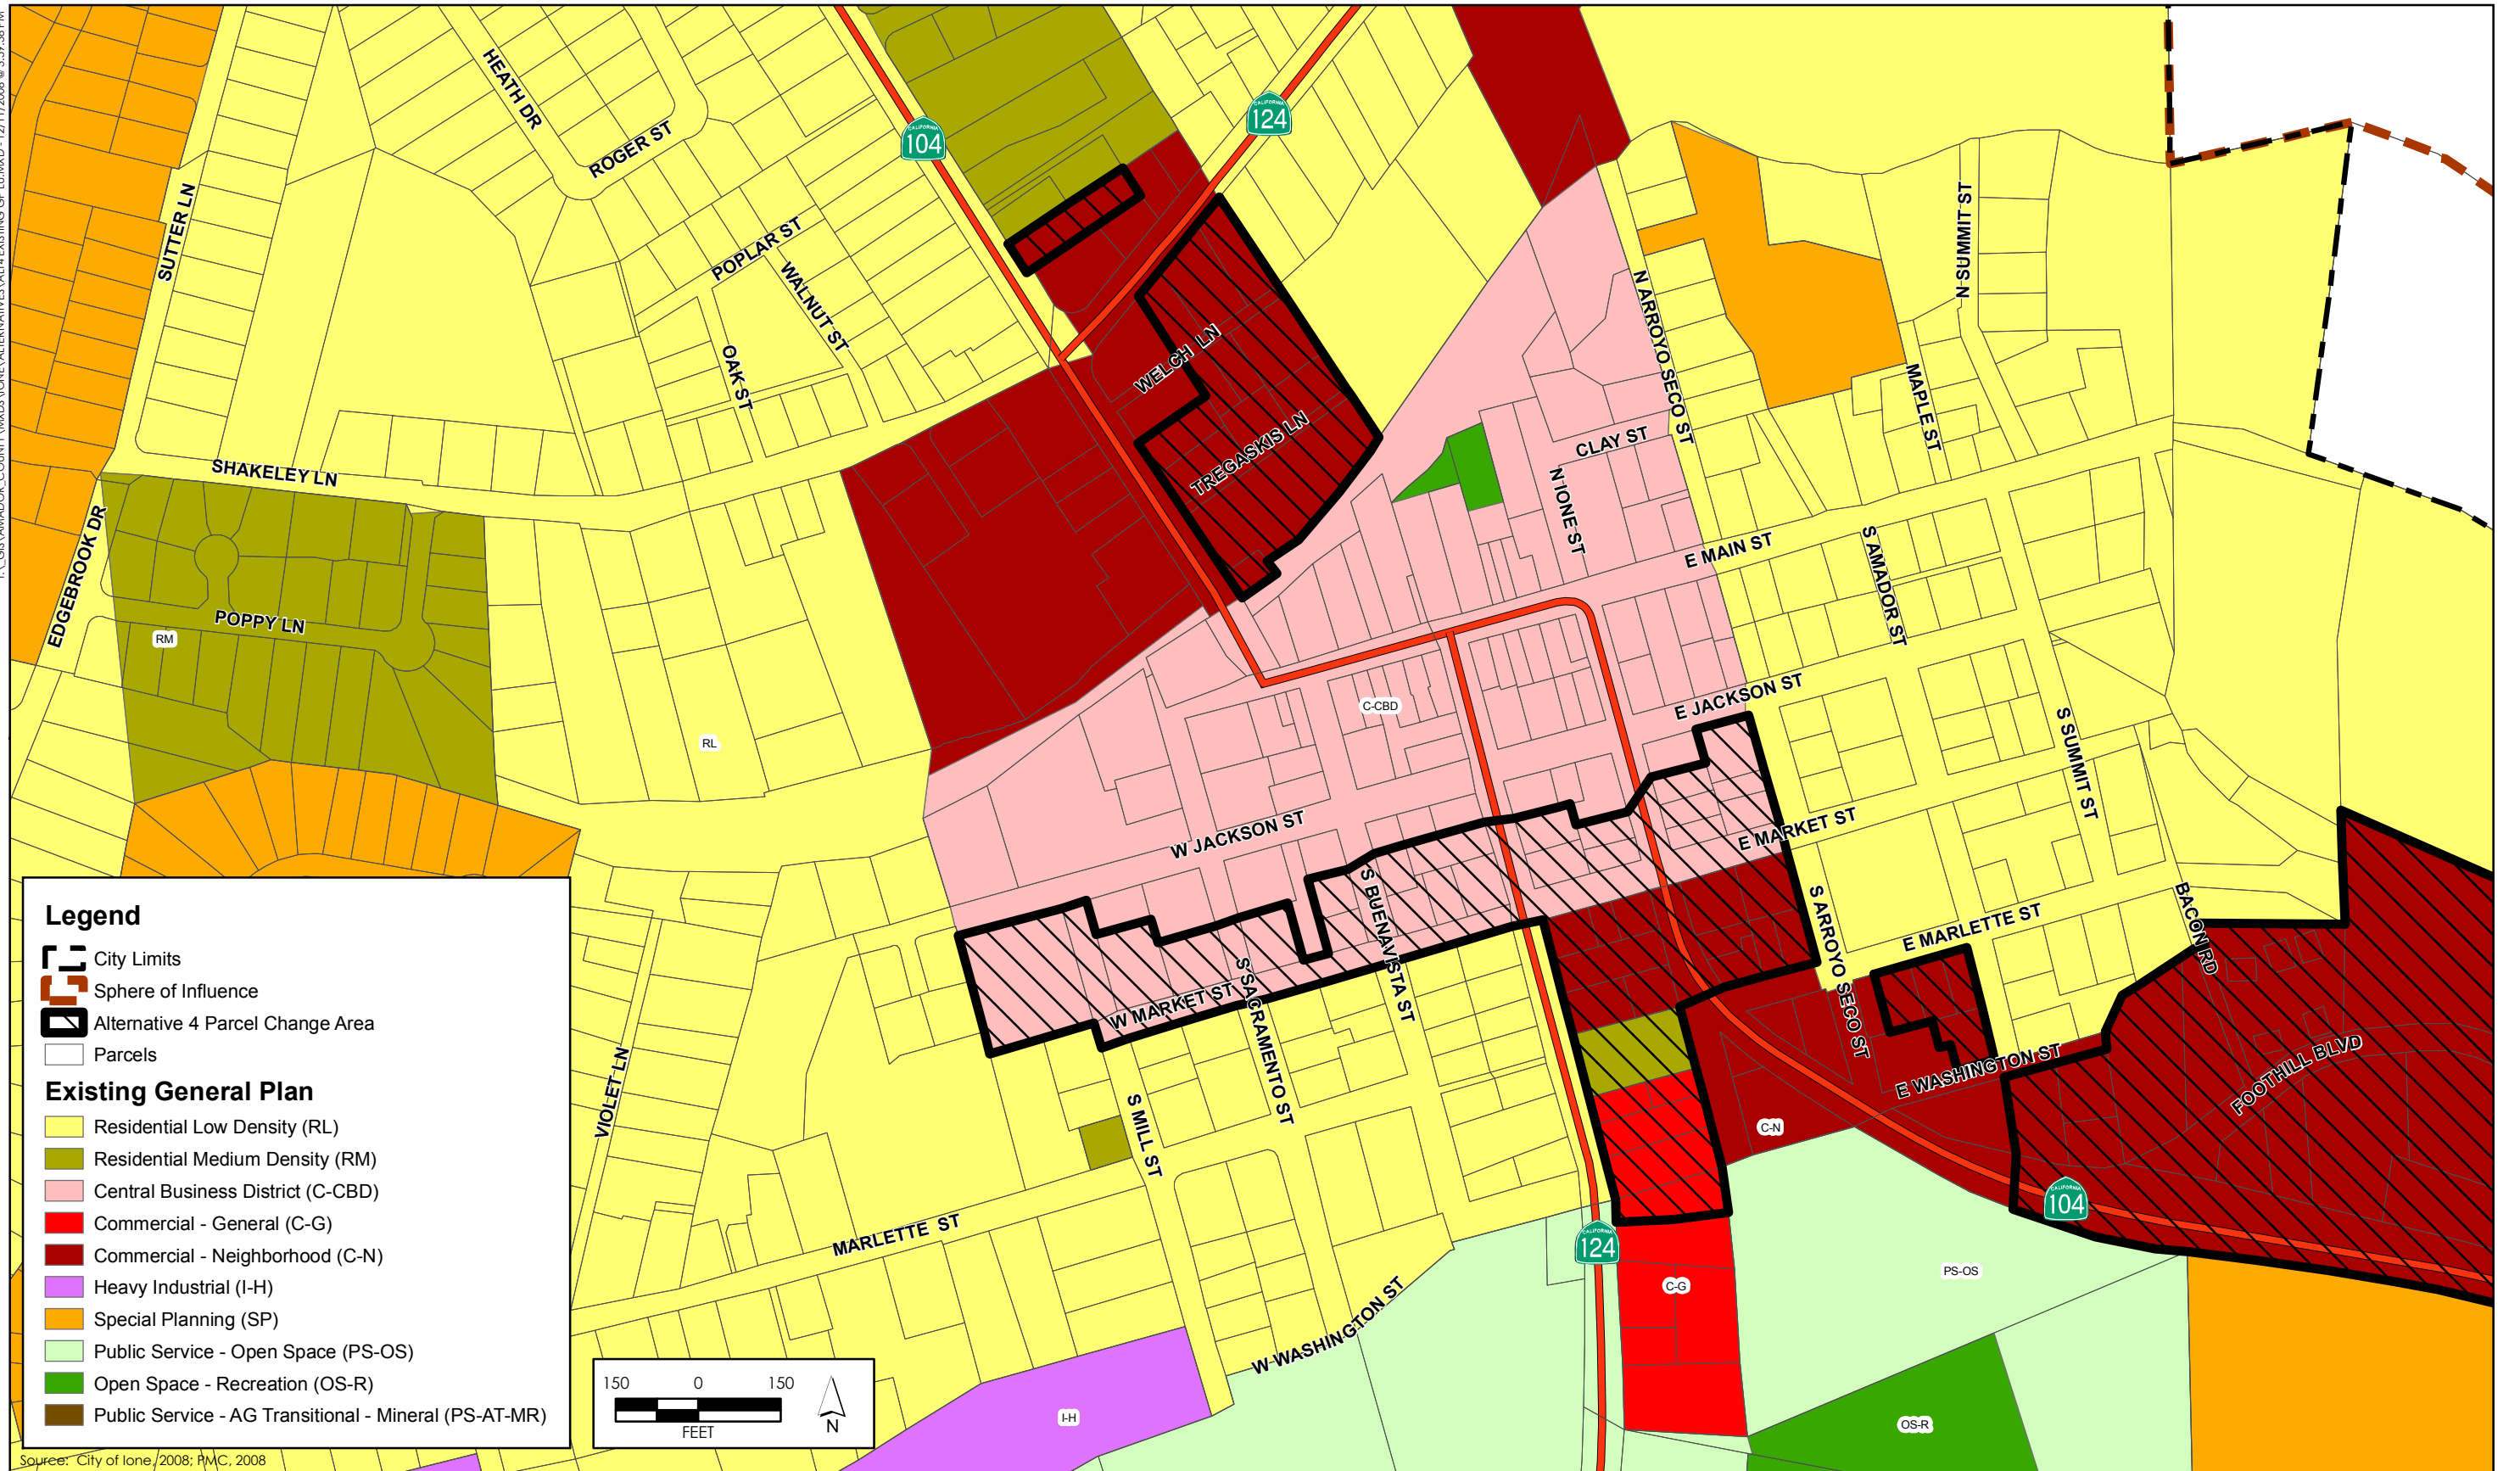 HEATH DR
ROGER ST
CALIFORNIA
104
CALIFORNIA
124
SUTTER LN
POPLAR ST
WALNUT ST
OAK ST
WELCH LN
TREGASKIS LN
N ARROYO SECO ST
N SUMMIT ST
MAPLE ST
CLAY ST
N IONE ST
SHAKELEY LN
EDGEBROOK DR
POPPY LN
RM
RL
E MAIN ST
S AMADOR ST
E JACKSON ST
C-CBD
S SUMMIT ST
W JACKSON ST
E MARKET ST
S BUENAVISTA ST
S ARROYO SECO ST
E MARLETTE ST
BACON RD
W MARKET ST
S SACRAMENTO ST
E WASHINGTON ST
FOOTHILL BLVD
VIOLET LN
S MILL ST
C-N
CALIFORNIA
104
MARLETTE ST
CALIFORNIA
124
C-G
PS-OS
W WASHINGTON ST
I-H
OS-R
Legend
City Limits
Sphere of Influence
Alternative 4 Parcel Change Area
Parcels
Existing General Plan
Residential Low Density (RL)
Residential Medium Density (RM)
Central Business District (C-CBD)
Commercial - General (C-G)
Commercial - Neighborhood (C-N)
Heavy Industrial (I-H)
Special Planning (SP)
Public Service - Open Space (PS-OS)
Open Space - Recreation (OS-R)
Public Service - AG Transitional - Mineral (PS-AT-MR)
150 0 150
FEET
N
Source: City of Ione, 2008; PMC, 2008